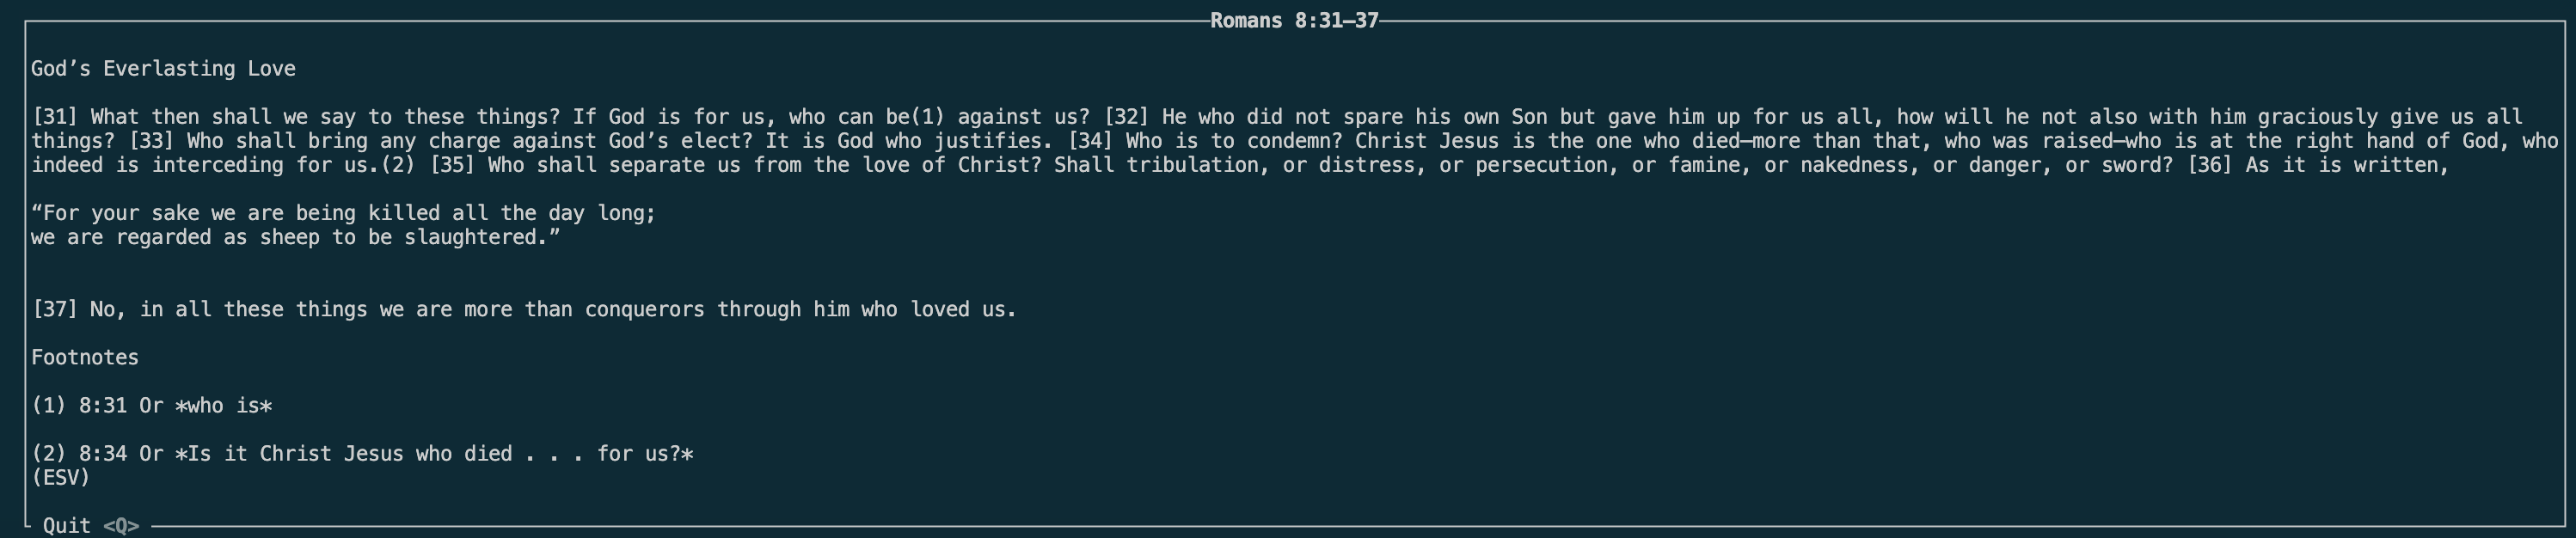 Romans 8:31–37
God’s Everlasting Love
[31] What then shall we say to these things? If God is for us, who can be(1) against us? [32] He who did not spare his own Son but gave him up for us all, how will he not also with him graciously give us all
things? [33] Who shall bring any charge against God’s elect? It is God who justifies. [34] Who is to condemn? Christ Jesus is the one who died—more than that, who was raised—who is at the right hand of God, who
indeed is interceding for us.(2) [35] Who shall separate us from the love of Christ? Shall tribulation, or distress, or persecution, or famine, or nakedness, or danger, or sword? [36] As it is written,
“For your sake we are being killed all the day long;
we are regarded as sheep to be slaughtered.”
[37] No, in all these things we are more than conquerors through him who loved us.
Footnotes
(1) 8:31 Or *who is*
(2) 8:34 Or *Is it Christ Jesus who died . . . for us?*
(ESV)
Quit <Q>